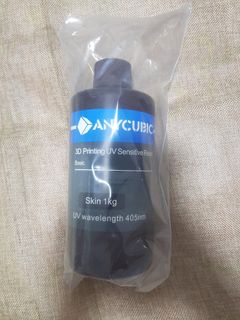 ANYCUBIC
3D Printing UV Sensitive Resin
Basic
Skin 1kg
UV wavelength 405nm